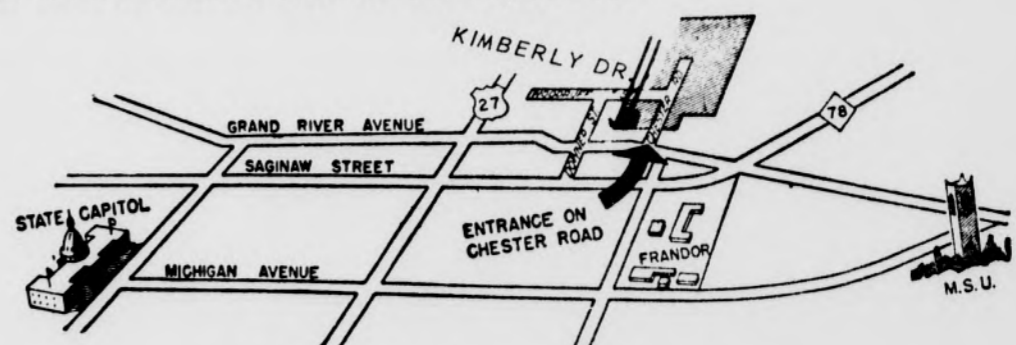 KIMBERLY DR.
27
78
GRAND RIVER AVENUE
SAGINAW STREET
STATE CAPITOL
ENTRANCE ON
CHESTER ROAD
FRANDOR
MICHIGAN AVENUE
M.S.U.